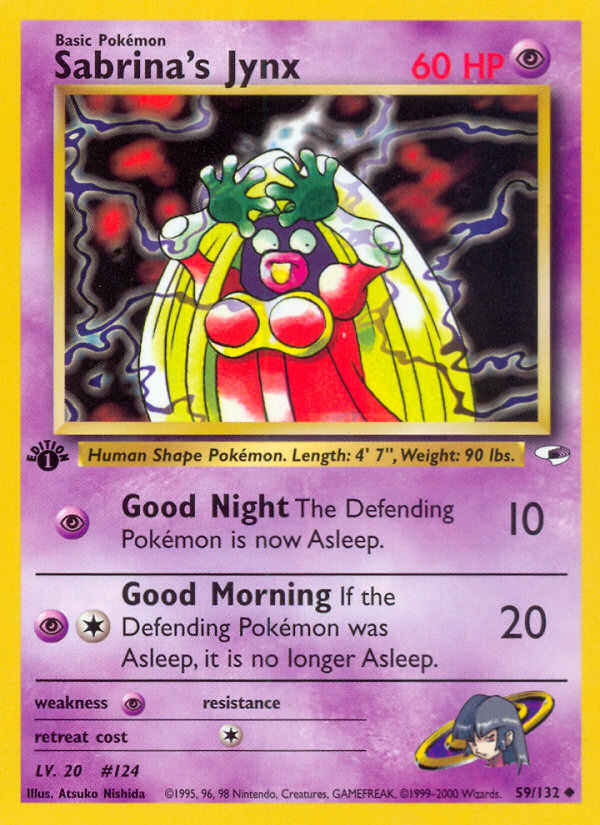 Basic Pokémon
Sabrina's Jynx
60 HP
EDITION
1
Human Shape Pokémon. Length: 4' 7", Weight: 90 lbs.
Good Night The Defending
Pokémon is now Asleep.
10
Good Morning If the
Defending Pokémon was
Asleep, it is no longer Asleep.
20
weakness
resistance
retreat cost
LV. 20 #124
Illus. Atsuko Nishida
©1995, 96, 98 Nintendo, Creatures, GAMEFREAK. ©1999-2000 Wizards.
59/132